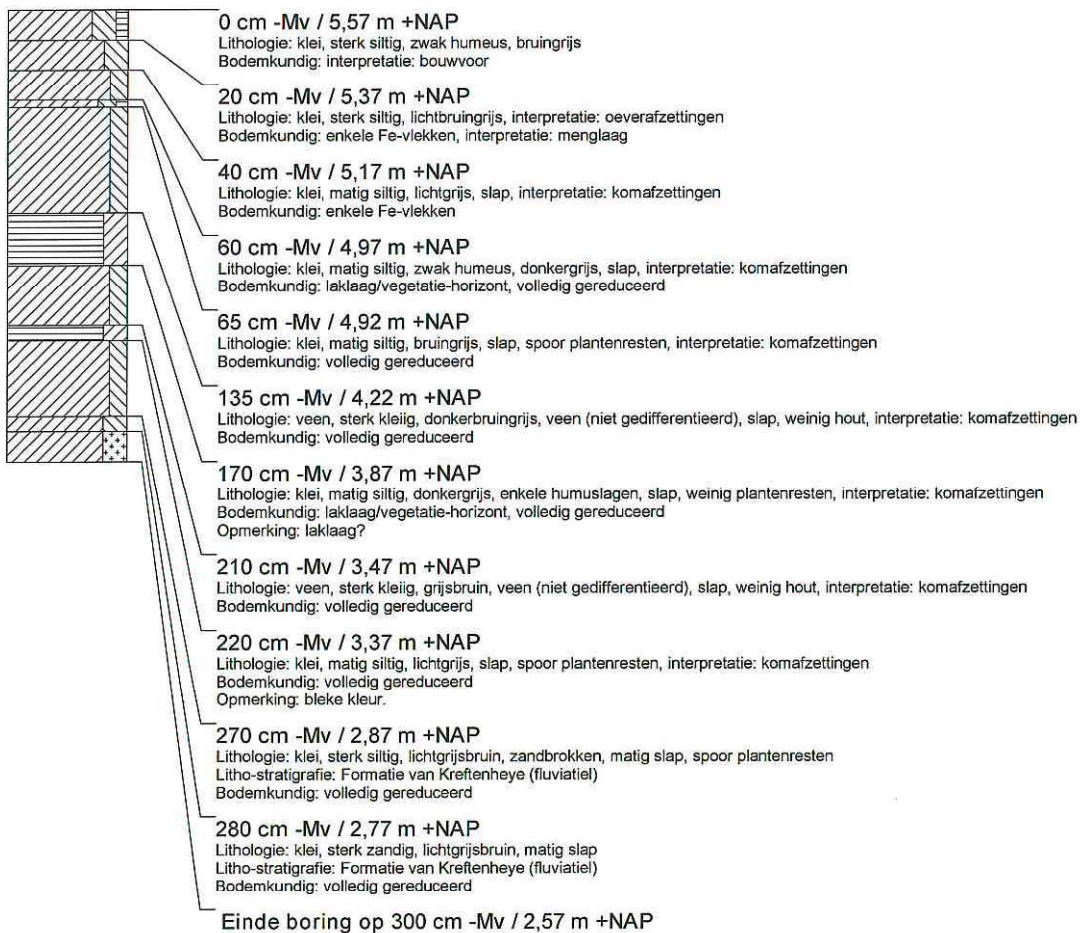 0 cm -Mv / 5,57 m +NAP
Lithologie: klei, sterk siltig, zwak humeus, bruingrijs
Bodemkundig: interpretatie: bouwvoor
20 cm -Mv / 5,37 m +NAP
Lithologie: klei, sterk siltig, lichtbruingrijs, interpretatie: oeverafzettingen
Bodemkundig: enkele Fe-vlekken, interpretatie: menglaag
40 cm -Mv / 5,17 m +NAP
Lithologie: klei, matig siltig, lichtgrijs, slap, interpretatie: komafzettingen
Bodemkundig: enkele Fe-vlekken
60 cm -Mv / 4,97 m +NAP
Lithologie: klei, matig siltig, zwak humeus, donkergrijs, slap, interpretatie: komafzettingen
Bodemkundig: laklaag/vegetatie-horizont, volledig gereduceerd
65 cm -Mv / 4,92 m +NAP
Lithologie: klei, matig siltig, bruingrijs, slap, spoor plantenresten, interpretatie: komafzettingen
Bodemkundig: volledig gereduceerd
135 cm -Mv / 4,22 m +NAP
Lithologie: veen, sterk kleiig, donkerbruingrijs, veen (niet gedifferentieerd), slap, weinig hout, interpretatie: komafzettingen
Bodemkundig: volledig gereduceerd
170 cm -Mv / 3,87 m +NAP
Lithologie: klei, matig siltig, donkergrijs, enkele humuslagen, slap, weinig plantenresten, interpretatie: komafzettingen
Bodemkundig: laklaag/vegetatie-horizont, volledig gereduceerd
Opmerking: laklaag?
210 cm -Mv / 3,47 m +NAP
Lithologie: veen, sterk kleiig, grijsbruin, veen (niet gedifferentieerd), slap, weinig hout, interpretatie: komafzettingen
Bodemkundig: volledig gereduceerd
220 cm -Mv / 3,37 m +NAP
Lithologie: klei, matig siltig, lichtgrijs, slap, spoor plantenresten, interpretatie: komafzettingen
Bodemkundig: volledig gereduceerd
Opmerking: bleke kleur.
270 cm -Mv / 2,87 m +NAP
Lithologie: klei, sterk siltig, lichtgrijsbruin, zandbrokken, matig slap, spoor plantenresten
Litho-stratigrafie: Formatie van Kreftenheye (fluviatiel)
Bodemkundig: volledig gereduceerd
280 cm -Mv / 2,77 m +NAP
Lithologie: klei, sterk zandig, lichtgrijsbruin, matig slap
Litho-stratigrafie: Formatie van Kreftenheye (fluviatiel)
Bodemkundig: volledig gereduceerd
Einde boring op 300 cm -Mv / 2,57 m +NAP